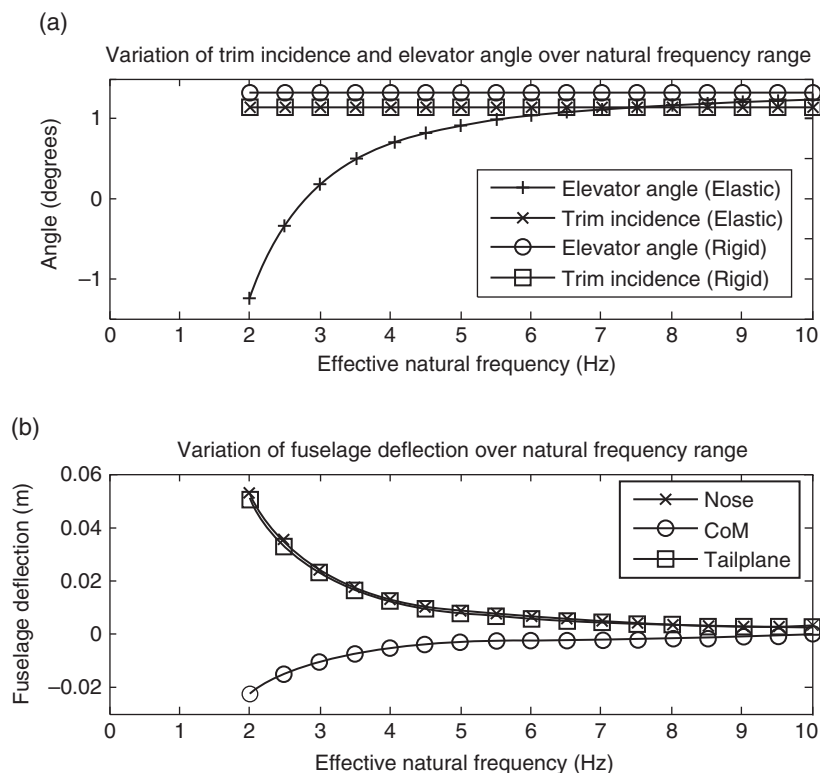 (a)
Variation of trim incidence and elevator angle over natural frequency range
Angle (degrees)
1
0
−1
Elevator angle (Elastic)
Trim incidence (Elastic)
Elevator angle (Rigid)
Trim incidence (Rigid)
0 1 2 3 4 5 6 7 8 9 10
Effective natural frequency (Hz)
(b)
Variation of fuselage deflection over natural frequency range
Fuselage deflection (m)
0.06
0.04
0.02
0
−0.02
Nose
CoM
Tailplane
0 1 2 3 4 5 6 7 8 9 10
Effective natural frequency (Hz)